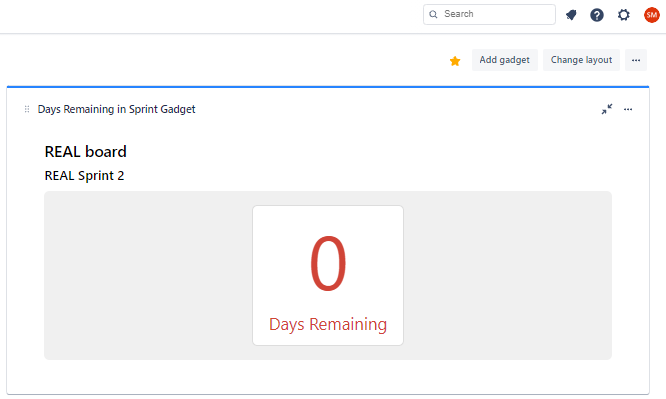 Search
SM
Add gadget
Change layout
Days Remaining in Sprint Gadget
REAL board
REAL Sprint 2
0
Days Remaining